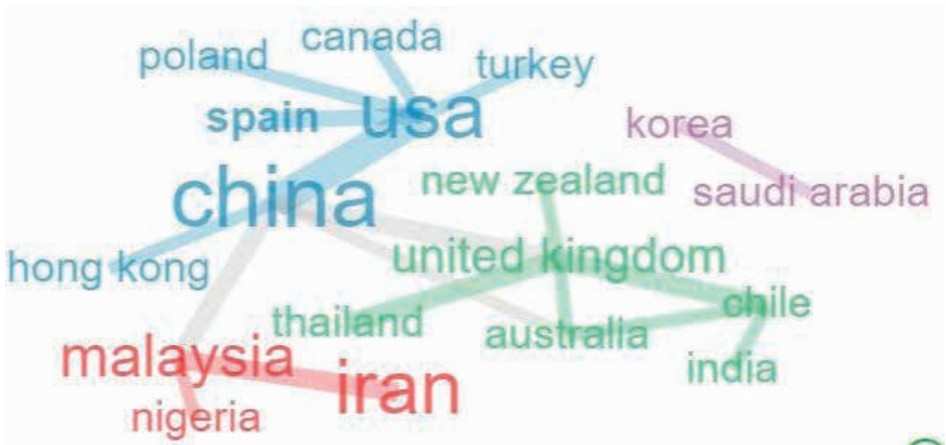 canada
poland
turkey
spain
usa
korea
new zealand
saudi arabia
china
united kingdom
hong kong
chile
thailand
australia
malaysia
india
iran
nigeria